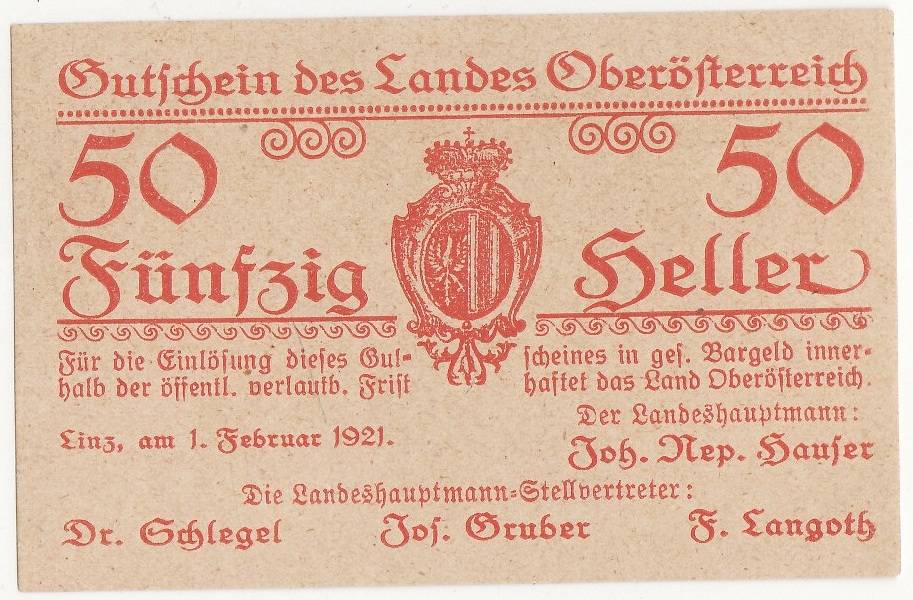 Gutschein des Landes Oberösterreich
50 50
Fünfzig Heller
Für die Einlösung dieses Gut-
scheines in ges. Bargeld inner-
halb der öffentl. verlautb. Frist
haftet das Land Oberösterreich.
Der Landeshauptmann:
Linz, am 1. Februar 1921.
Joh. Nep. Hauser
Die Landeshauptmann-Stellvertreter:
Dr. Schlegel Jos. Gruber F. Langoth